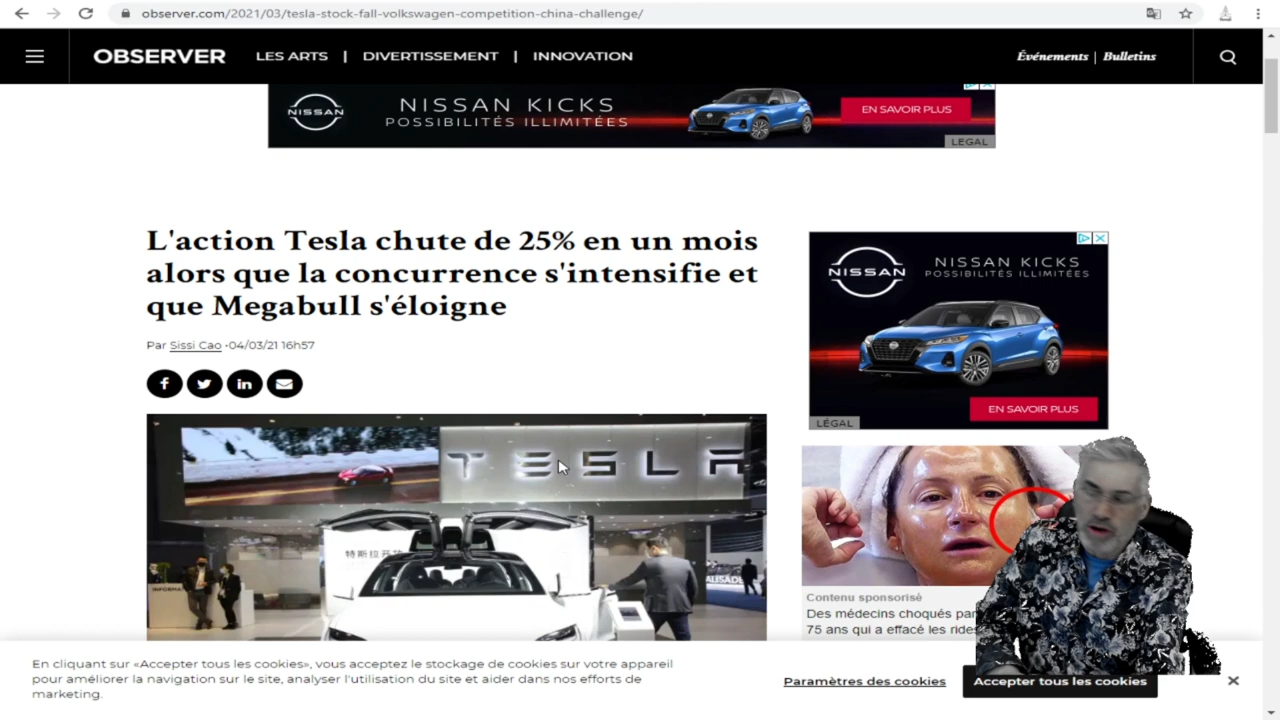 observer.com/2021/03/tesla-stock-fall-volkswagen-competition-china-challenge/
OBSERVER LES ARTS | DIVERTISSEMENT | INNOVATION Événements | Bulletins
NISSAN
NISSAN KICKS
POSSIBILITÉS ILLIMITÉES
EN SAVOIR PLUS
LEGAL
L'action Tesla chute de 25% en un mois
alors que la concurrence s'intensifie et
que Megabull s'éloigne
Par Sissi Cao •04/03/21 16h57
TESLA
特斯拉
INFORMA
NISSAN
NISSAN KICKS
POSSIBILITÉS ILLIMITÉES
EN SAVOIR PLUS
LÉGAL
Contenu sponsorisé
Des médecins choqués par
75 ans qui a effacé les rides
En cliquant sur «Accepter tous les cookies», vous acceptez le stockage de cookies sur votre appareil
pour améliorer la navigation sur le site, analyser l'utilisation du site et aider dans nos efforts de
marketing.
Paramètres des cookies
Accepter tous les cookies